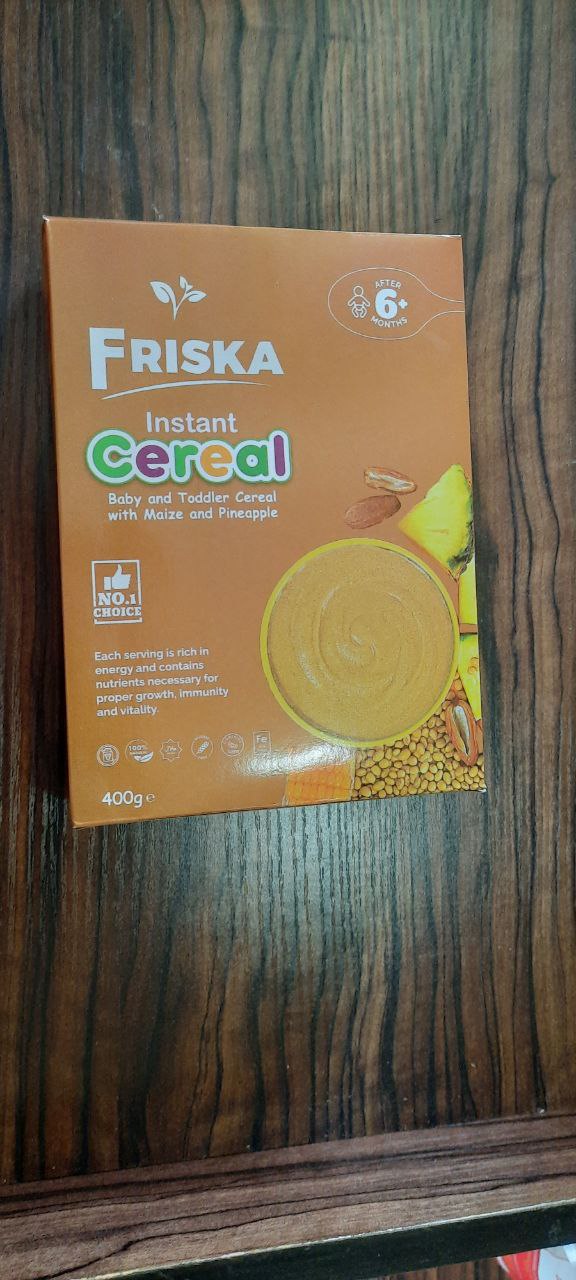 AFTER
6+
MONTHS
FRISKA
Instant
Cereal
Baby and Toddler Cereal
with Maize and Pineapple
NO.1
CHOICE
Each serving is rich in
energy and contains
nutrients necessary for
proper growth, immunity
and vitality.
100%
Fe
400g e